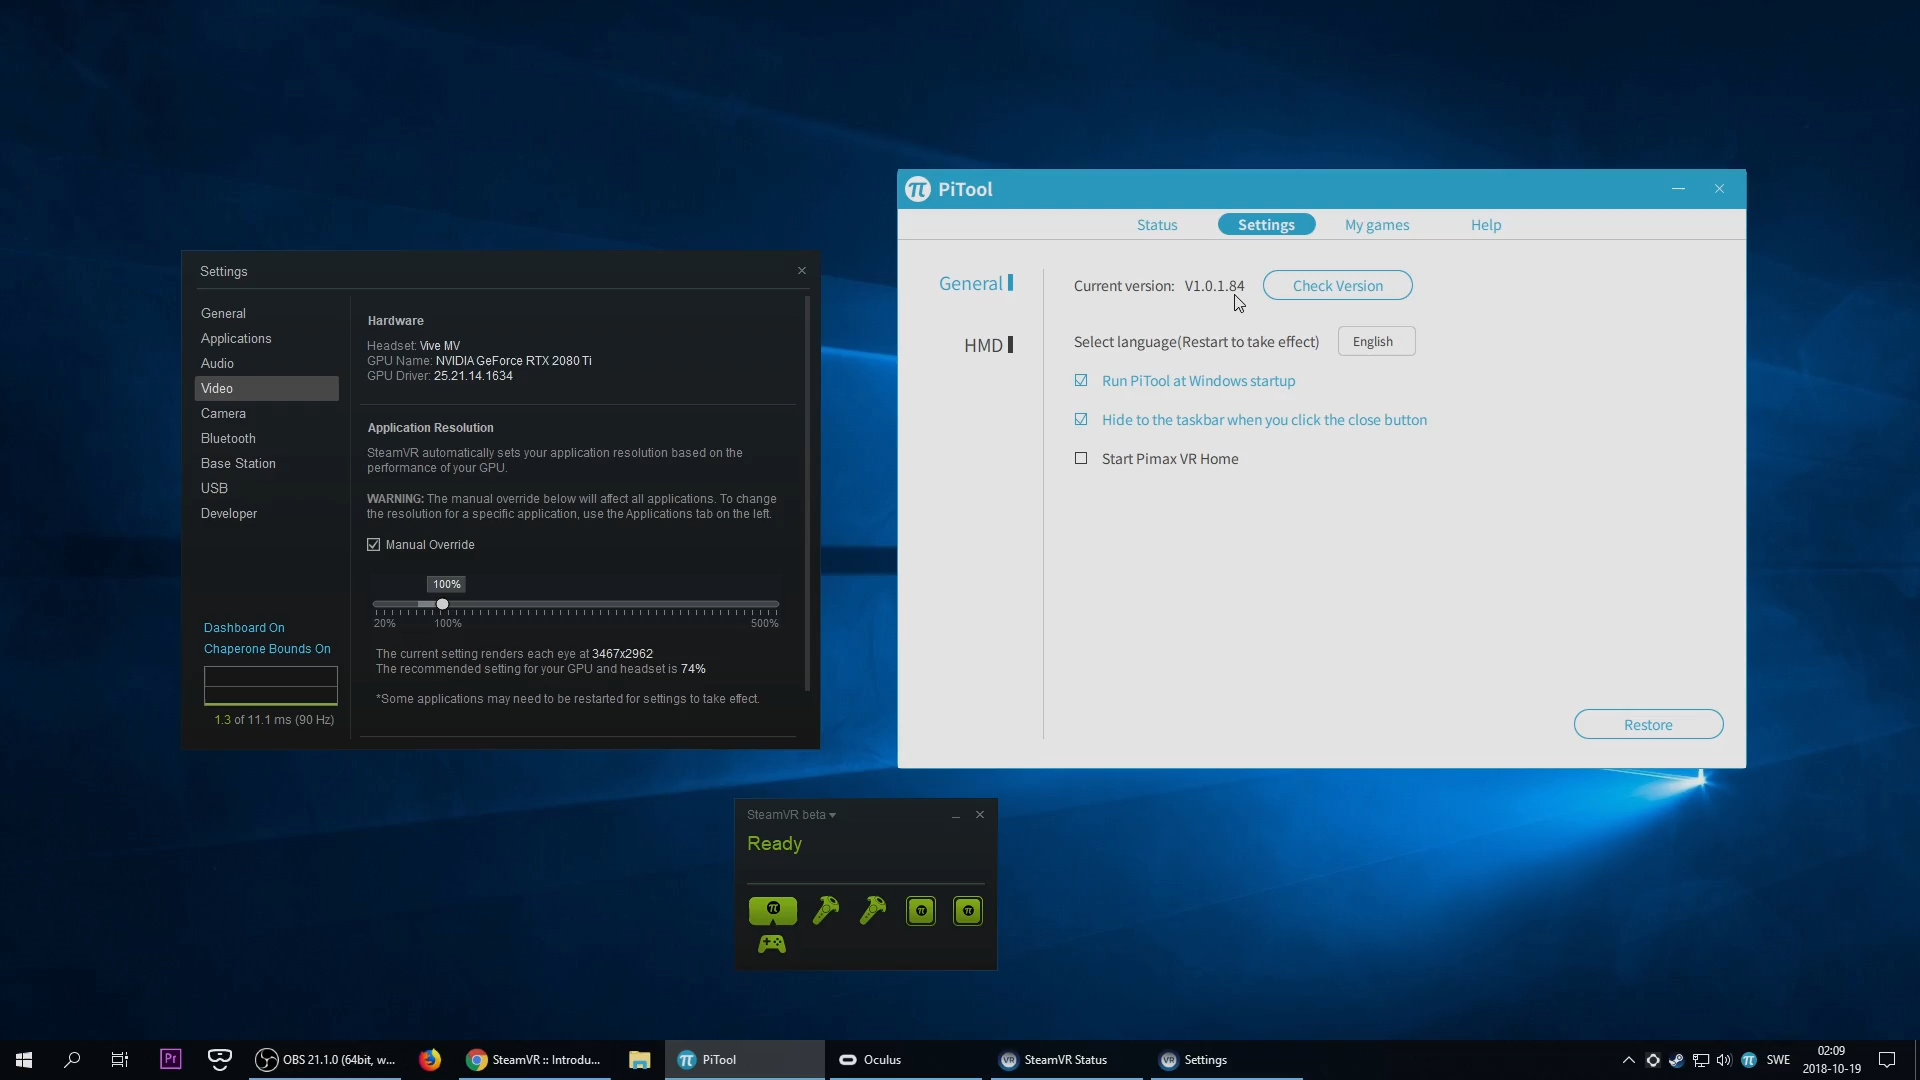 Settings
General
Applications
Audio
Video
Camera
Bluetooth
Base Station
USB
Developer
Dashboard On
Chaperone Bounds On
1.3 of 11.1 ms (90 Hz)
Hardware
Headset: Vive MV
GPU Name: NVIDIA GeForce RTX 2080 Ti
GPU Driver: 25.21.14.1634
Application Resolution
SteamVR automatically sets your application resolution based on the
performance of your GPU.
WARNING: The manual override below will affect all applications. To change
the resolution for a specific application, use the Applications tab on the left.
Manual Override
100%
20% 100% 500%
The current setting renders each eye at 3467x2962
The recommended setting for your GPU and headset is 74%
*Some applications may need to be restarted for settings to take effect.
π PiTool
Status Settings My games Help
General
HMD
Current version: V1.0.1.84 Check Version
Select language(Restart to take effect) English
Run PiTool at Windows startup
Hide to the taskbar when you click the close button
Start Pimax VR Home
Restore
SteamVR beta
Ready
π π π
Pr OBS 21.1.0 (64bit, w... SteamVR :: Introdu... π PiTool Oculus VR SteamVR Status VR Settings π SWE 02:09
2018-10-19